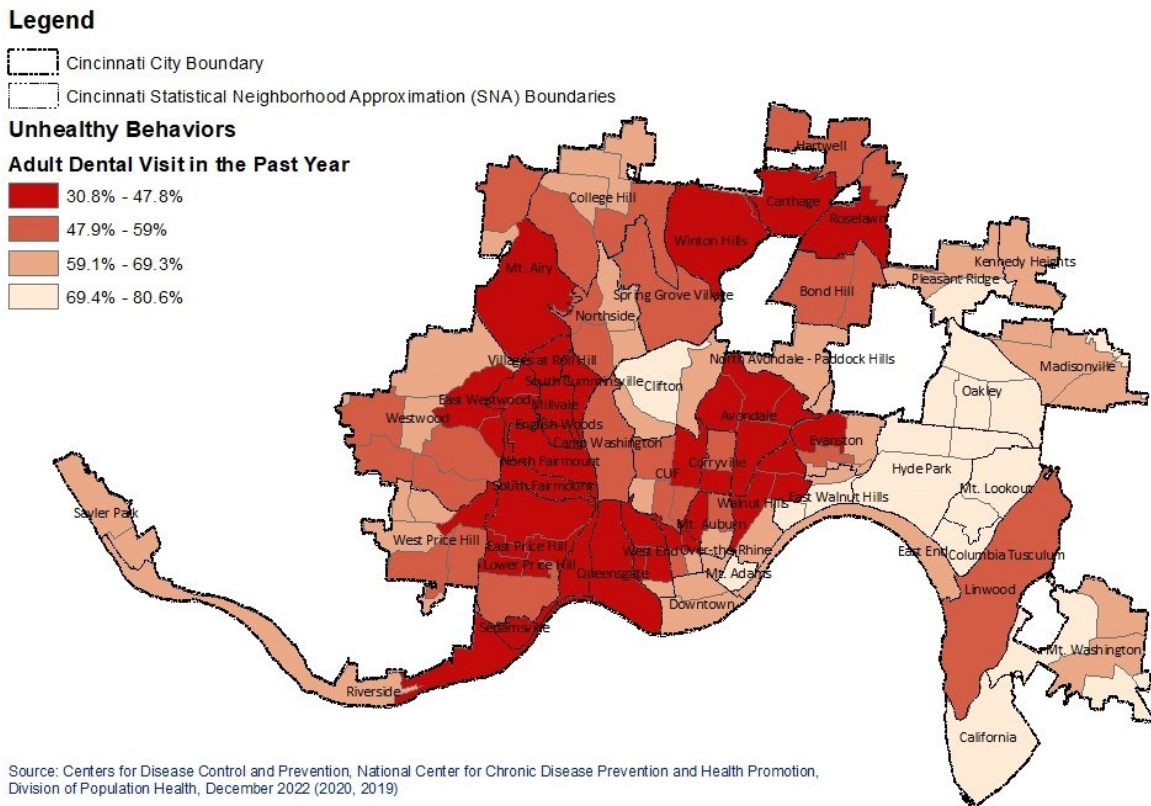 Legend
Cincinnati City Boundary
Cincinnati Statistical Neighborhood Approximation (SNA) Boundaries
Unhealthy Behaviors
Adult Dental Visit in the Past Year
30.8% - 47.8%
47.9% - 59%
59.1% - 69.3%
69.4% - 80.6%
Hartwell
College Hill
Carthage
Roselawn
Winton Hills
Mt. Airy
Kennedy Heights
Pleasant Ridge
Spring Grove Village
Bond Hill
Northside
Villages at Roll Hill
North Avondale - Paddock Hills
Madisonville
South Cumminsville
Clifton
Oakley
East Westwood
Millvale
Westwood
Avondale
English Woods
Camp Washington
Evanston
North Fairmount
Corryville
CUF
Hyde Park
South Fairmount
Mt. Lookout
Walnut Hills
East Walnut Hills
Sayler Park
Mt. Auburn
West Price Hill
East Price Hill
West End
Over-the-Rhine
East End
Columbia Tusculum
Lower Price Hill
Queensgate
Mt. Adams
Linwood
Downtown
Sedamsville
Mt. Washington
Riverside
California
Source: Centers for Disease Control and Prevention, National Center for Chronic Disease Prevention and Health Promotion,
Division of Population Health, December 2022 (2020, 2019)